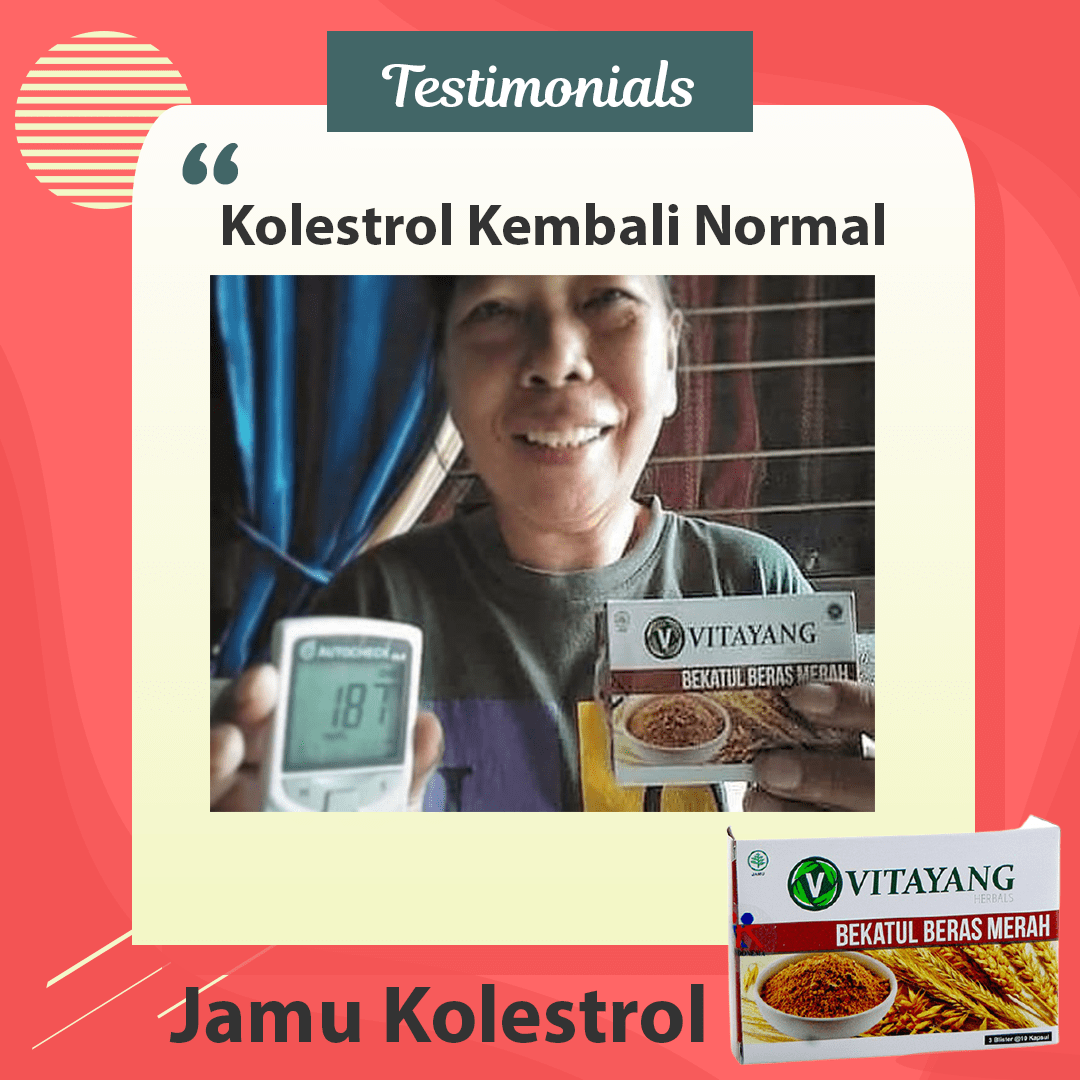 Testimonials
“
Kolestrol Kembali Normal
AUTOCHECK
187
VITAYANG
BEKATUL BERAS MERAH
Jamu Kolestrol
JAMU
VITAYANG
HERBALS
BEKATUL BERAS MERAH
3 Blister @10 Kapsul